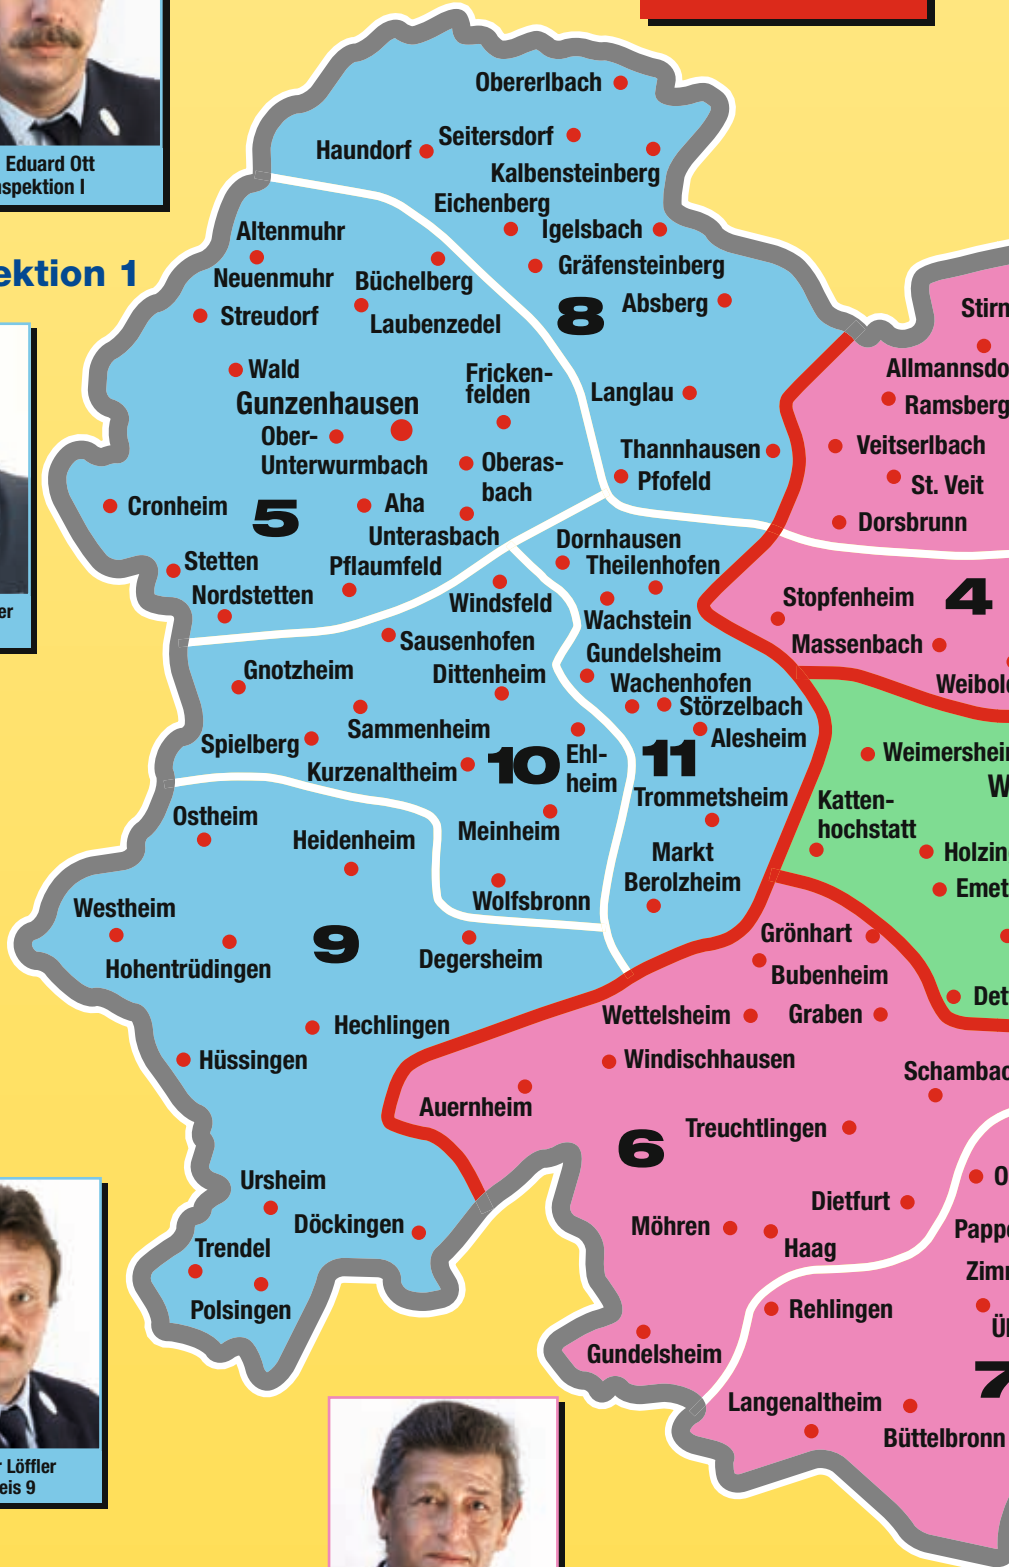 Eduard Ott
ektion 1
Löffler
eis 9
Obererlbach
Haundorf
Seitersdorf
Kalbensteinberg
Eichenberg
Igelsbach
Gräfensteinberg
8
Absberg
Langlau
Thannhausen
Pfofeld
Altenmuhr
Neuenmuhr
Büchelberg
Streudorf
Laubenzedel
Wald
Gunzenhausen
Fricken-
felden
Ober-
Unterwurmbach
Oberas-
bach
Cronheim
5
Aha
Unterasbach
Stetten
Pflaumfeld
Nordstetten
Dornhausen
Theilenhofen
Windsfeld
Wachstein
Sausenhofen
Gundelsheim
Gnotzheim
Dittenheim
Wachenhofen
Störzelbach
Sammenheim
Alesheim
Spielberg
Kurzenaltheim
10
Ehl-
heim
11
Trommetsheim
Meinheim
Markt
Berolzheim
Wolfsbronn
Ostheim
Heidenheim
Westheim
9
Hohentrüdingen
Degersheim
Hechlingen
Hüssingen
Ursheim
Döckingen
Trendel
Polsingen
Stirn
Allmannsdo
Ramsberg
Veitserlbach
St. Veit
Dorsbrunn
Stopfenheim
4
Massenbach
Weibol
Weimershei
W
Katten-
hochstatt
Holzin
Emet
Det
Grönhart
Bubenheim
Wettelsheim
Graben
Windischhausen
Schambac
Auernheim
6
Treuchtlingen
O
Dietfurt
Möhren
Haag
Papp
Zim
Rehlingen
Ü
Gundelsheim
7
Langenaltheim
Büttelbronn